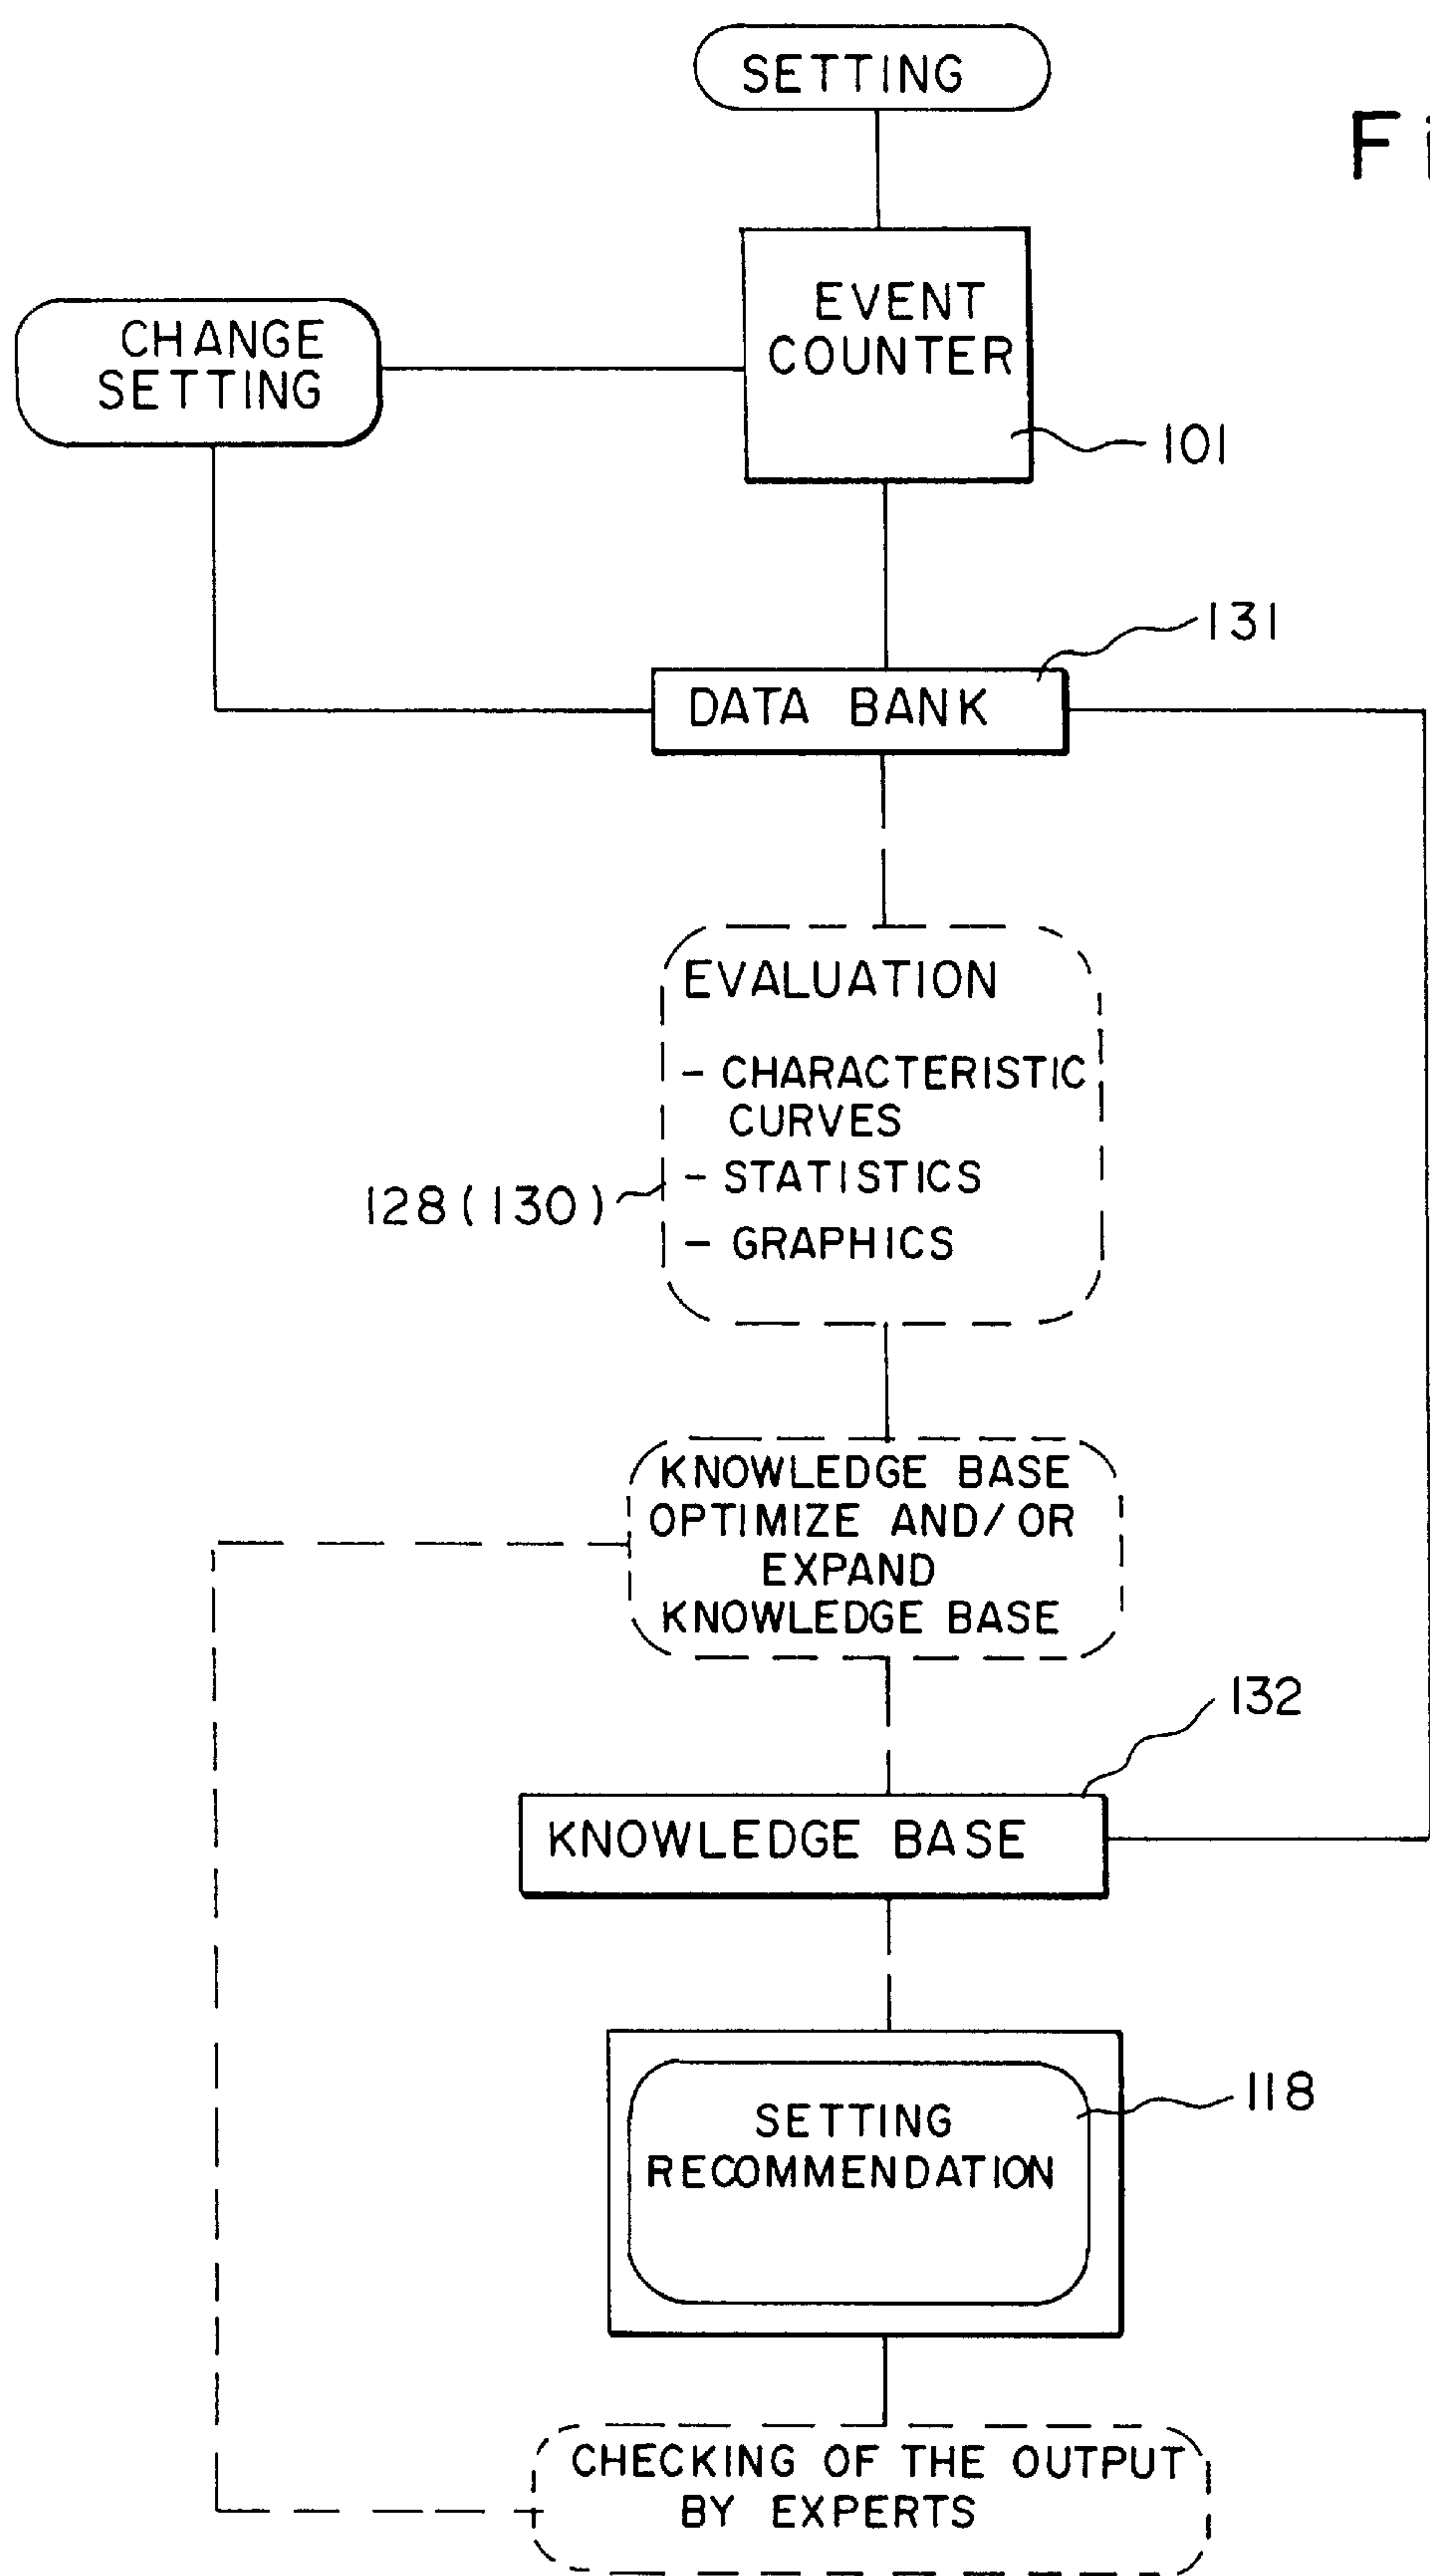 SETTING
Fi
EVENT
COUNTER
CHANGE
SETTING
101
131
DATA BANK
EVALUATION
- CHARACTERISTIC
CURVES
- STATISTICS
128 (130)
- GRAPHICS
KNOWLEDGE BASE
OPTIMIZE AND/OR
EXPAND
KNOWLEDGE BASE
132
KNOWLEDGE BASE
SETTING
RECOMMENDATION
118
CHECKING OF THE OUTPUT
BY EXPERTS